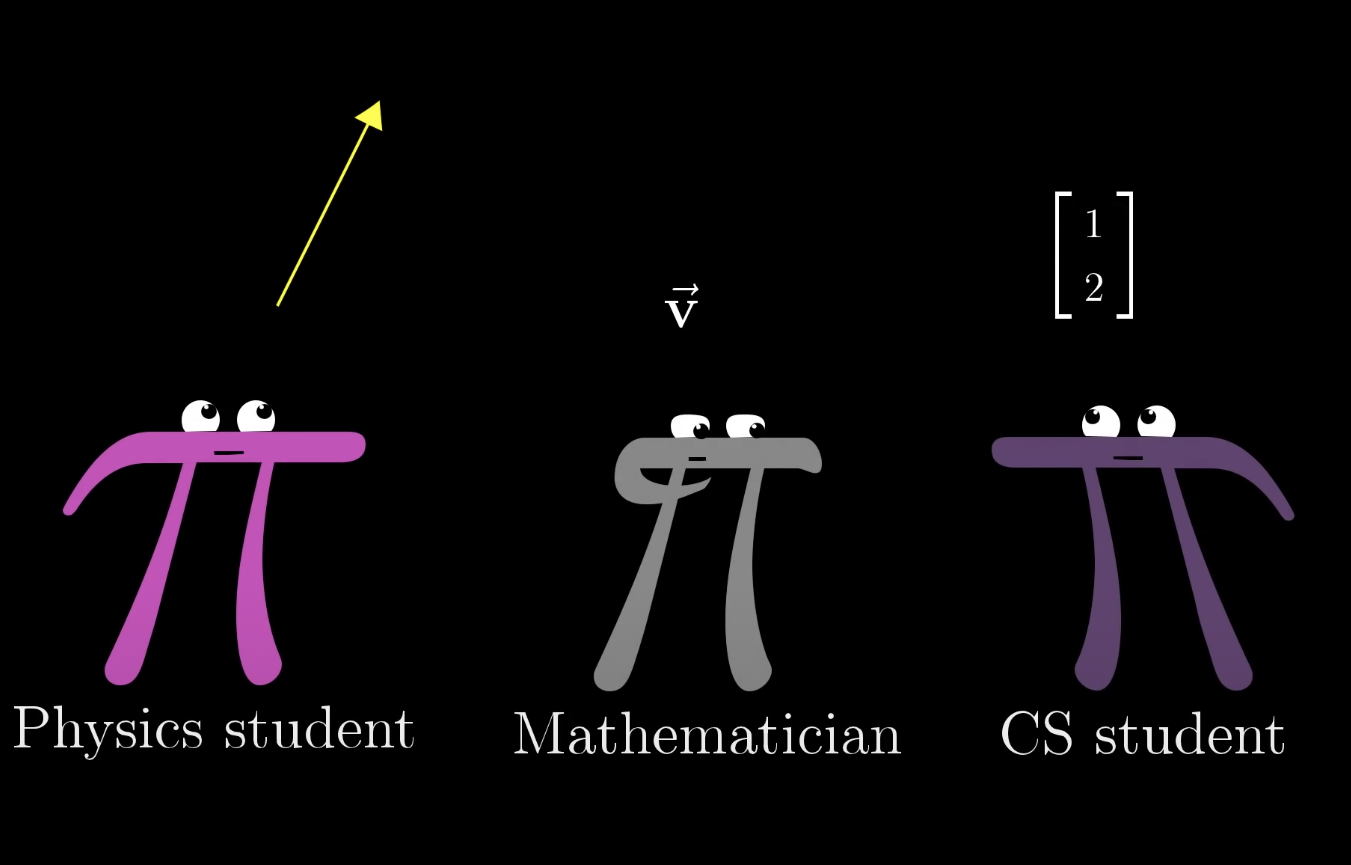 v⃗
[1
2]
Physics student
Mathematician
CS student